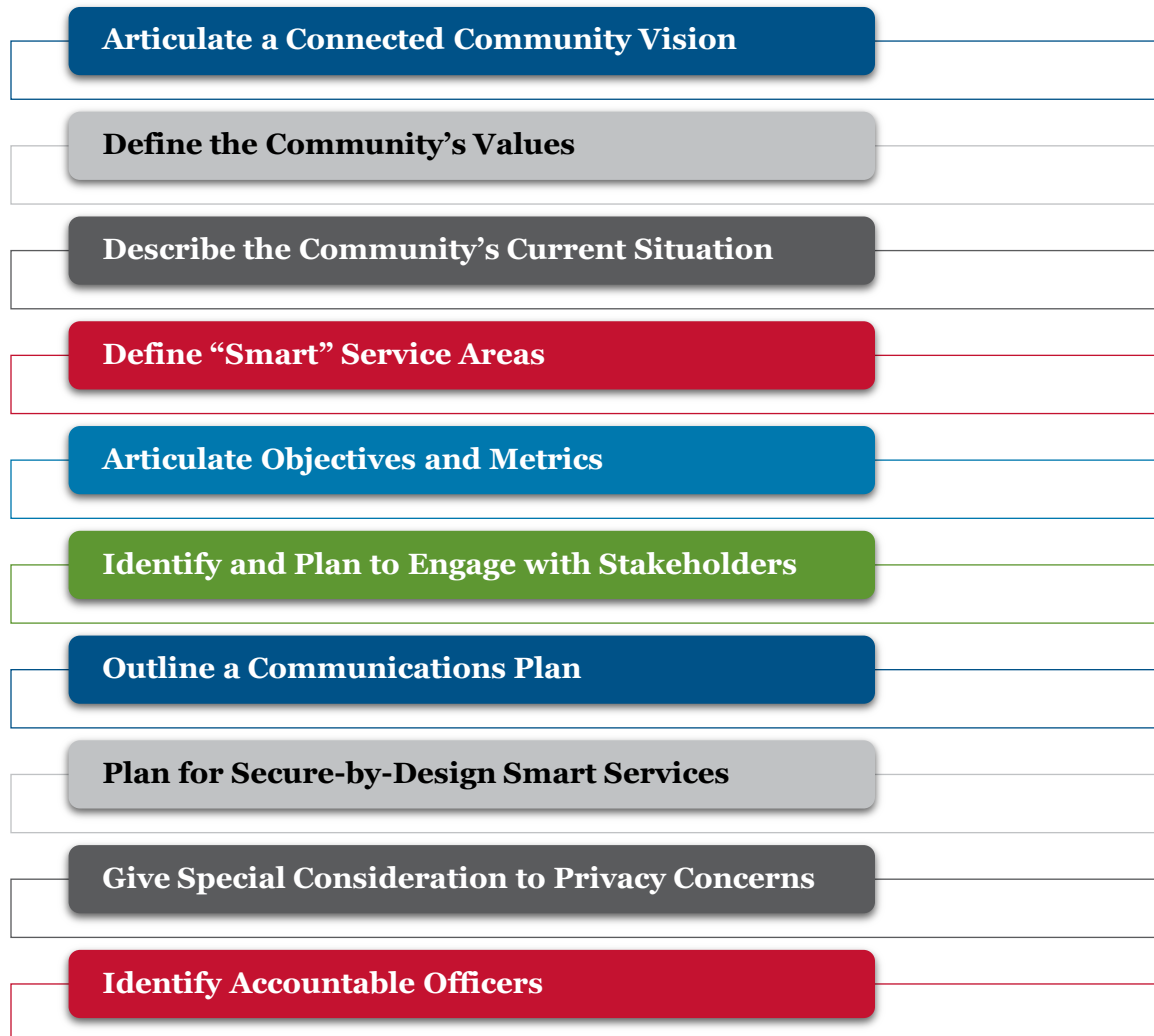 Articulate a Connected Community Vision
Define the Community’s Values
Describe the Community’s Current Situation
Define “Smart” Service Areas
Articulate Objectives and Metrics
Identify and Plan to Engage with Stakeholders
Outline a Communications Plan
Plan for Secure-by-Design Smart Services
Give Special Consideration to Privacy Concerns
Identify Accountable Officers